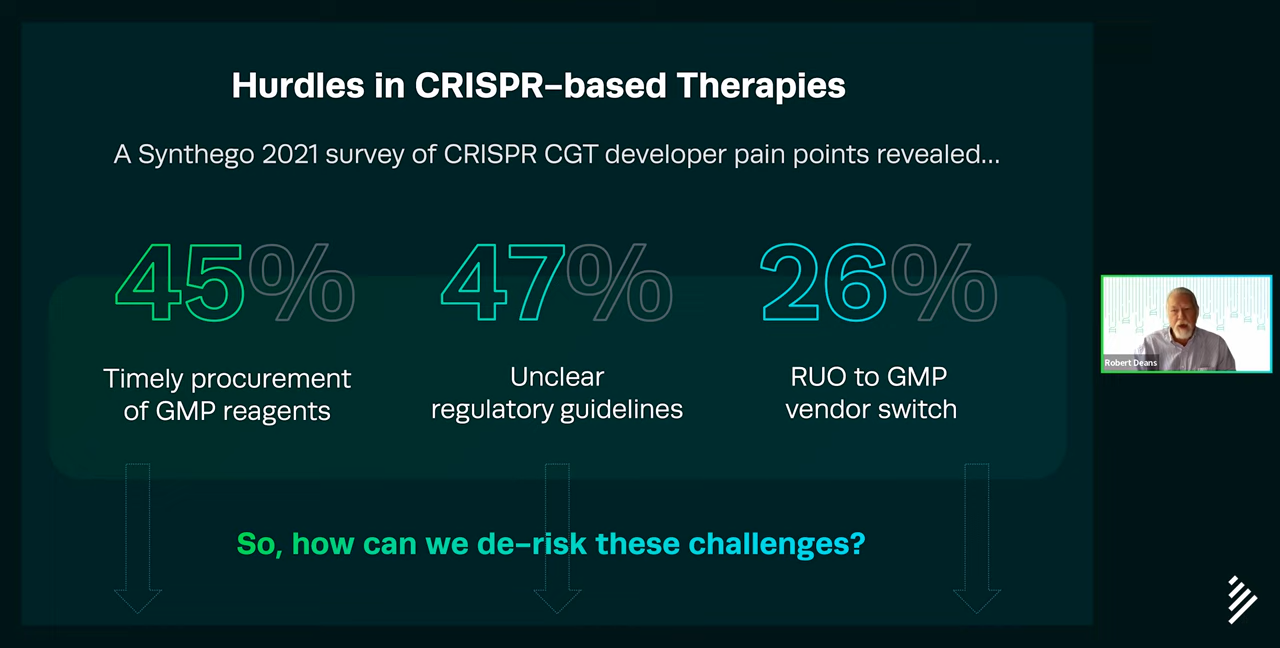 Hurdles in CRISPR-based Therapies
A Synthego 2021 survey of CRISPR CGT developer pain points revealed...
45%
Timely procurement
of GMP reagents
47%
Unclear
regulatory guidelines
26%
RUO to GMP
vendor switch
So, how can we de-risk these challenges?
Robert Deans